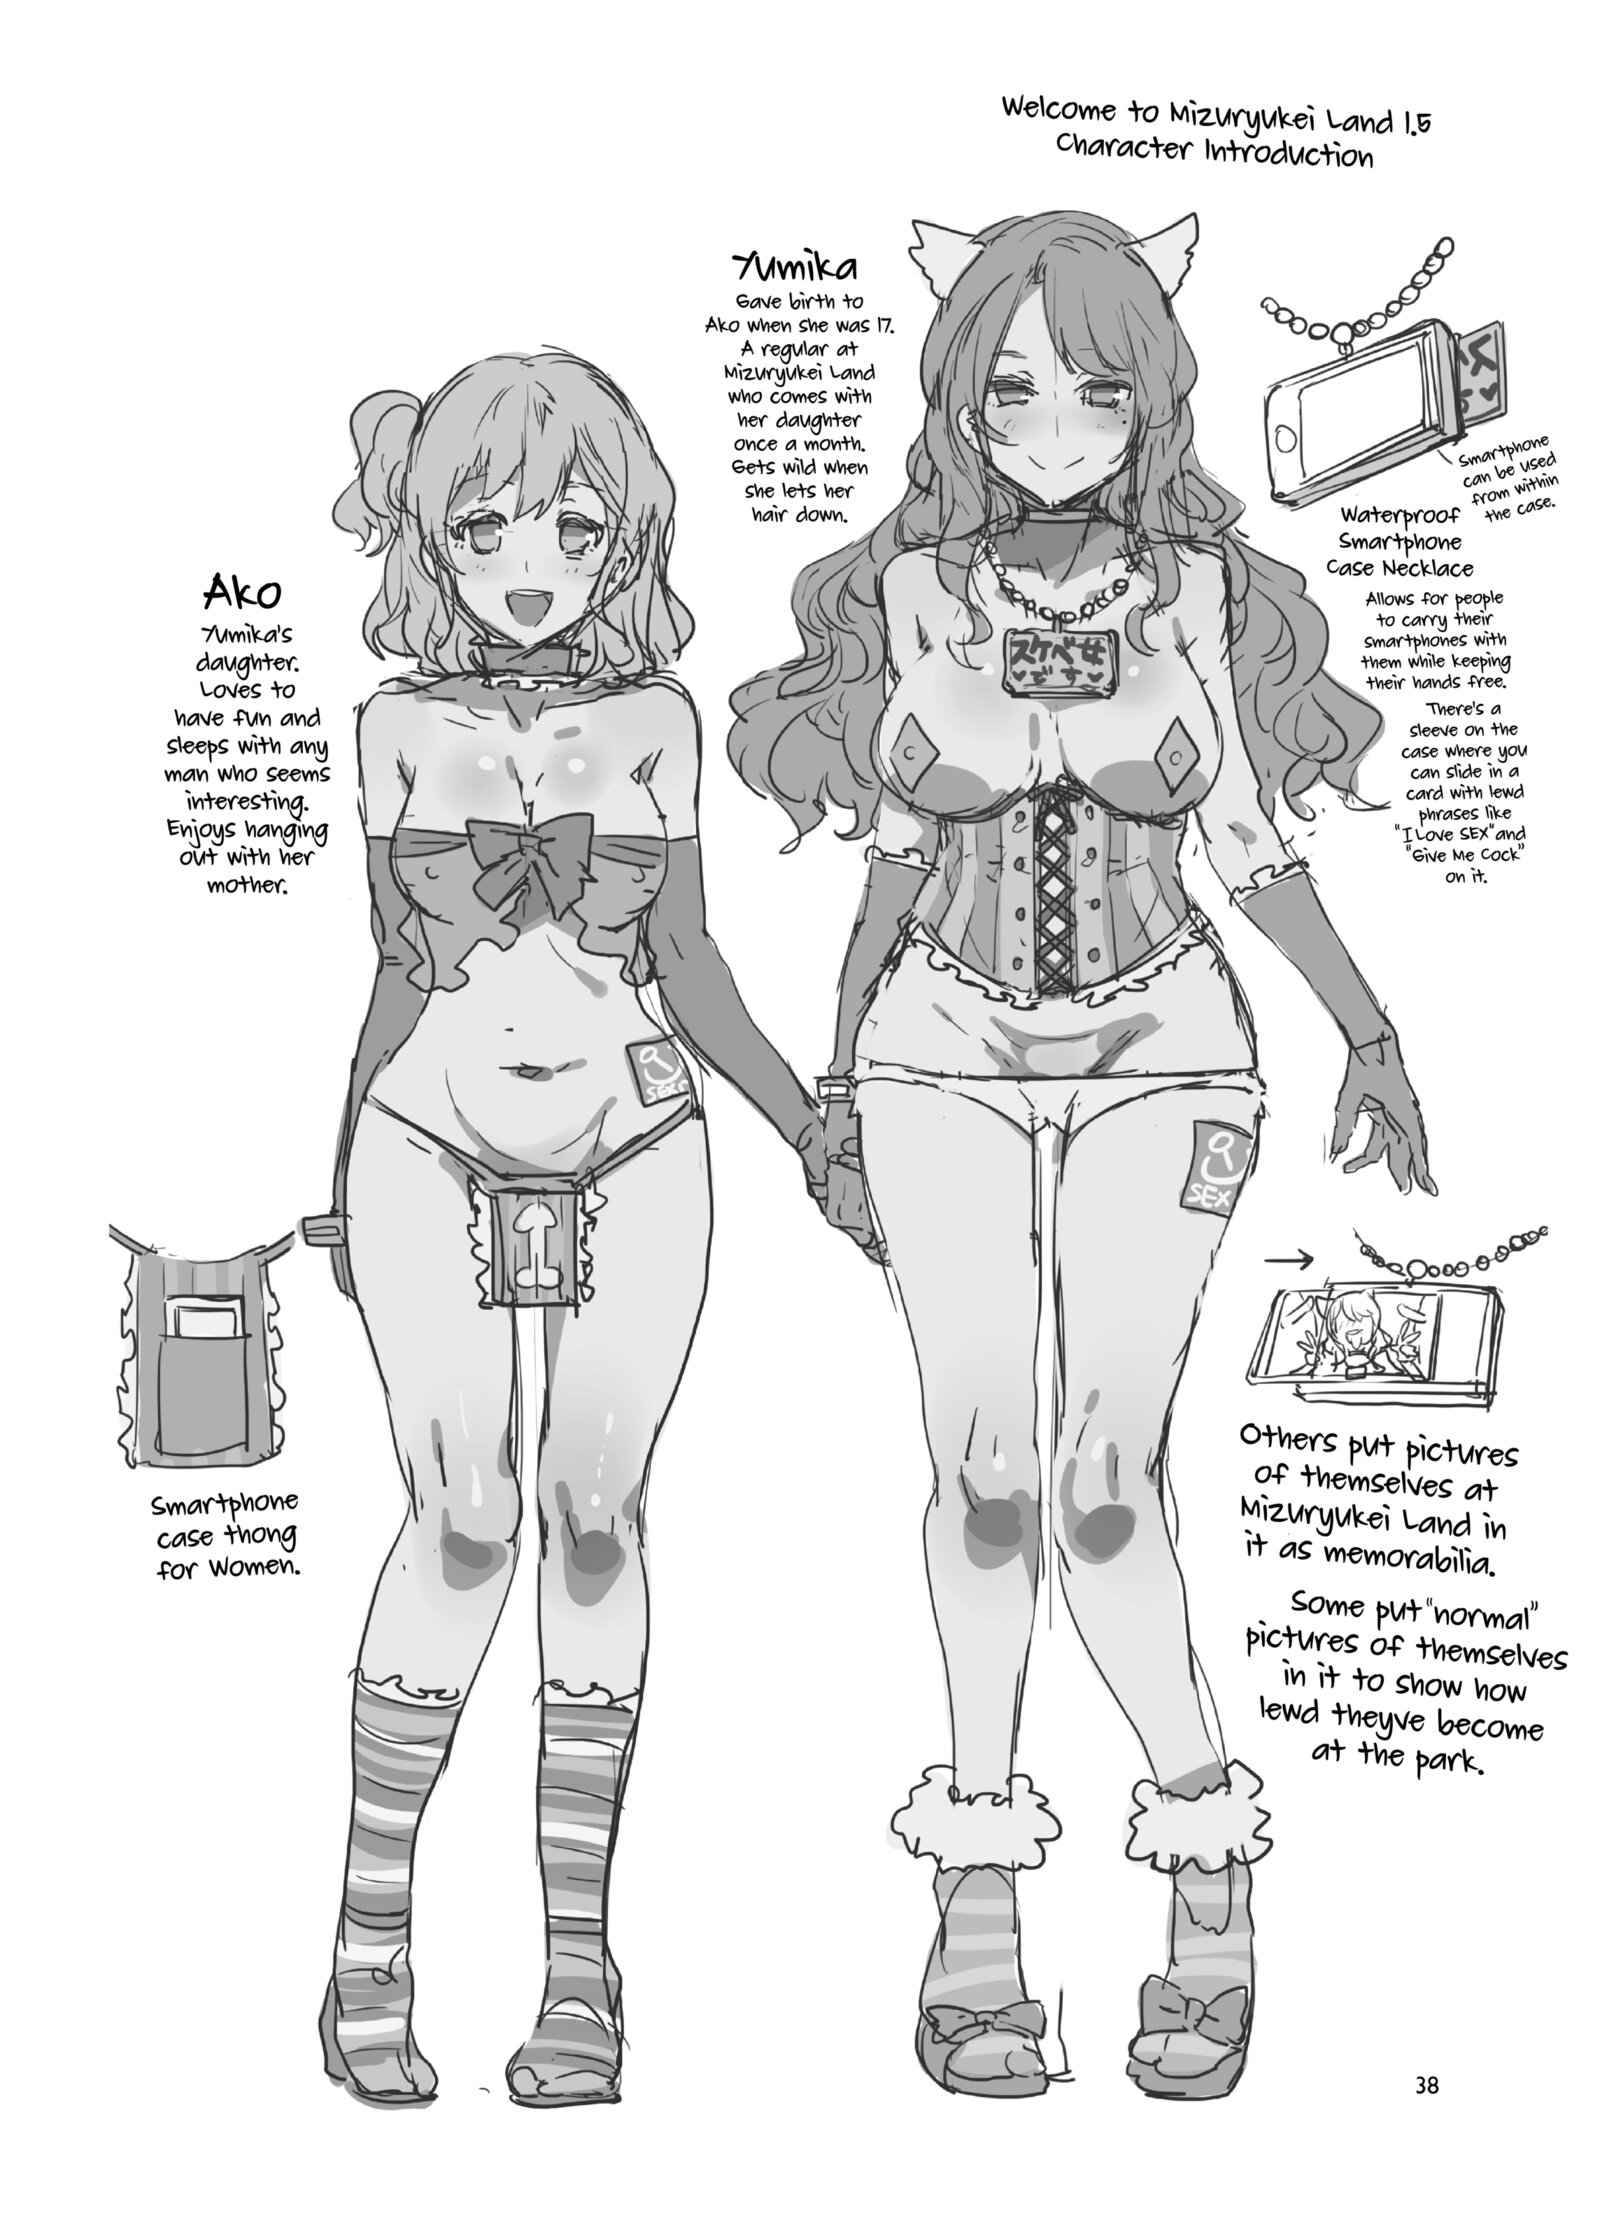 Welcome to Mizuryukei Land 1.5
Character Introduction
Yumika
Gave birth to
Ako when she was 17.
A regular at
Mizuryukei Land
who comes with
her daughter
once a month.
Gets wild when
she lets her
hair down.
Smartphone
can be used
from within
the case.
Waterproof
Smartphone
Case Necklace
Allows for people
to carry their
smartphones with
them while keeping
their hands free.
There's a
sleeve on the
case where you
can slide in a
card with lewd
phrases like
"I Love SEX" and
"Give Me Cock"
on it.
Ako
Yumika's
daughter.
Loves to
have fun and
sleeps with any
man who seems
interesting.
Enjoys hanging
out with her
mother.
スケベ女
♥です♥
SEX
SEX
Smartphone
case thong
for Women.
Others put pictures
of themselves at
Mizuryukei Land in
it as memorabilia.
Some put "normal"
pictures of themselves
in it to show how
lewd theyve become
at the park.
38